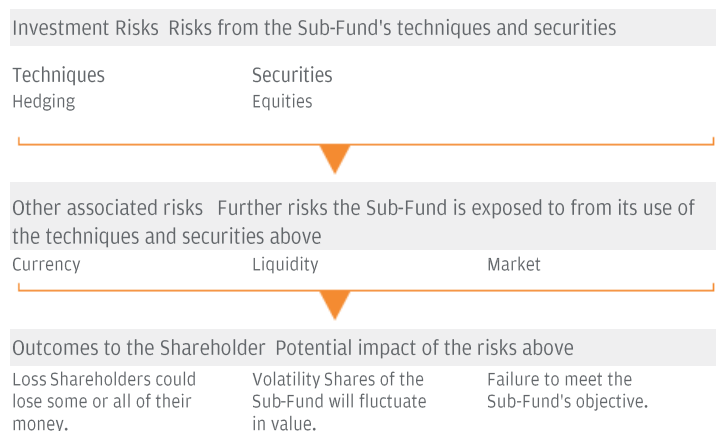 Investment Risks Risks from the Sub-Fund's techniques and securities
Techniques Securities
Hedging Equities
Other associated risks Further risks the Sub-Fund is exposed to from its use of
the techniques and securities above
Currency Liquidity Market
Outcomes to the Shareholder Potential impact of the risks above
Loss Shareholders could
lose some or all of their
money.
Volatility Shares of the
Sub-Fund will fluctuate
in value.
Failure to meet the
Sub-Fund's objective.